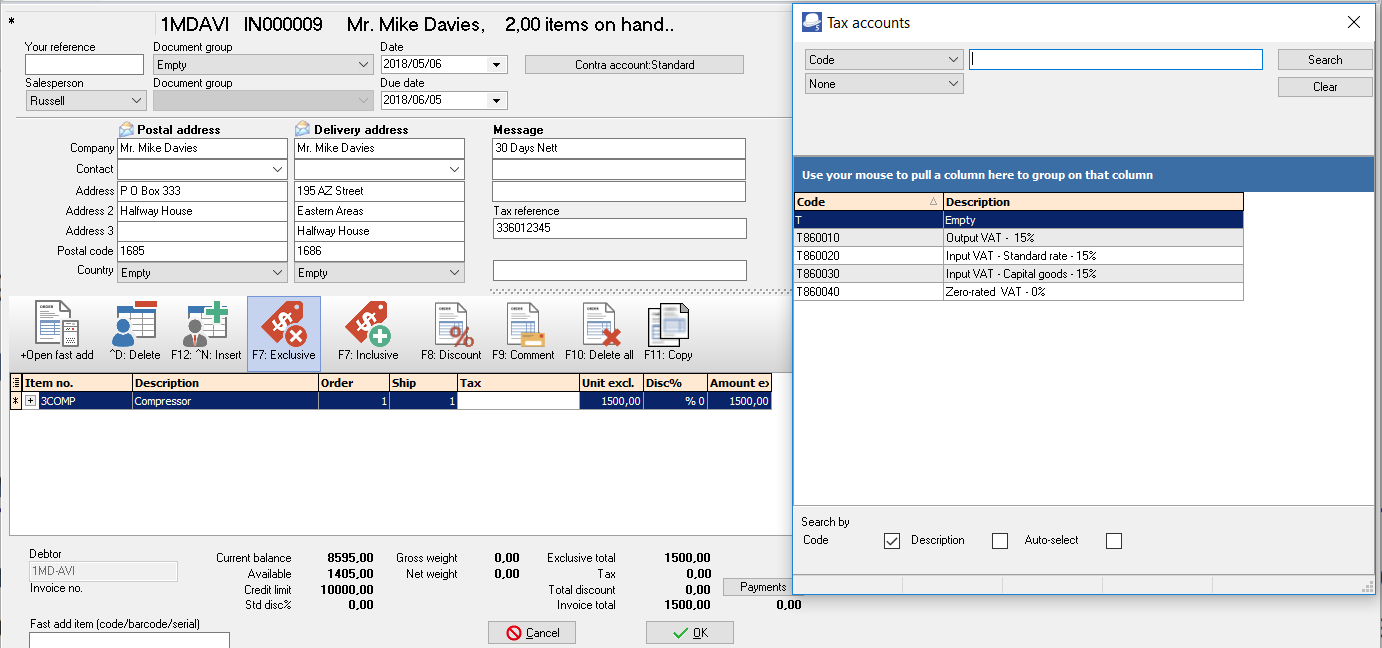 * 1MDAVI IN000009 Mr. Mike Davies, 2,00 items on hand..
Your reference Document group Date
Empty 2018/05/06 Contra account:Standard
Salesperson Document group Due date
Russell 2018/06/05
Postal address Delivery address Message
Company Mr. Mike Davies Mr. Mike Davies 30 Days Nett
Contact
Address P O Box 333 195 AZ Street
Address 2 Halfway House Eastern Areas Tax reference
Address 3 Halfway House 336012345
Postal code 1685 1686
Country Empty Empty
+Open fast add ^D: Delete F12: ^N: Insert F7: Exclusive F7: Inclusive F8: Discount F9: Comment F10: Delete all F11: Copy
Item no. Description Order Ship Tax Unit excl. Disc% Amount ex
* 3COMP Compressor 1 1 1500,00 % 0 1500,00
Debtor
1MD-AVI
Invoice no.
Current balance 8595,00 Gross weight 0,00 Exclusive total 1500,00
Available 1405,00 Net weight 0,00 Tax 0,00
Credit limit 10000,00 Total discount 0,00 Payments
Std disc% 0,00 Invoice total 1500,00 0,00
Fast add item (code/barcode/serial)
Cancel OK
Tax accounts
Code Search
None Clear
Use your mouse to pull a column here to group on that column
Code Description
T Empty
T860010 Output VAT - 15%
T860020 Input VAT - Standard rate - 15%
T860030 Input VAT - Capital goods - 15%
T860040 Zero-rated VAT - 0%
Search by
Code Description Auto-select